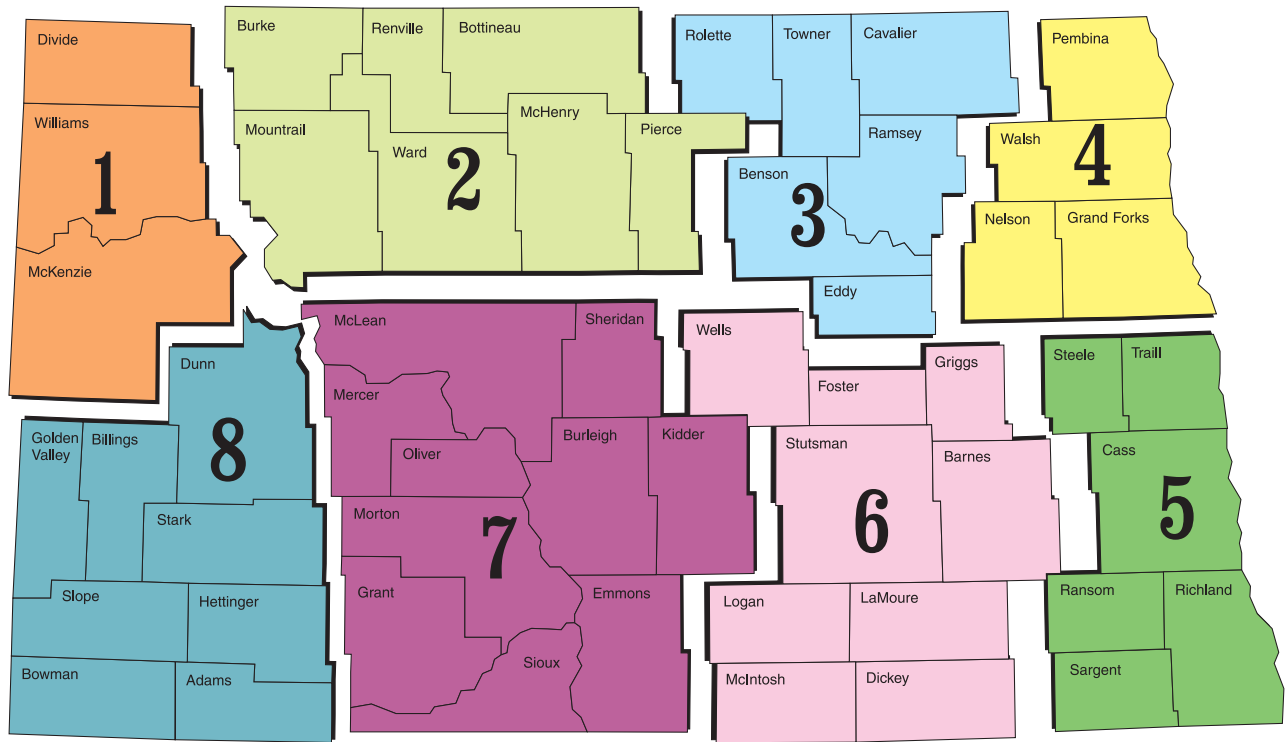 Divide
Williams
1
McKenzie
Burke
Renville
Bottineau
Mountrail
Ward
2
McHenry
Pierce
Rolette
Towner
Cavalier
Ramsey
Benson
3
Eddy
Pembina
Walsh
4
Nelson
Grand Forks
Dunn
8
Golden
Valley
Billings
Stark
Slope
Hettinger
Bowman
Adams
McLean
Sheridan
Mercer
Oliver
Burleigh
Kidder
Morton
7
Grant
Emmons
Sioux
Wells
Foster
Griggs
Stutsman
Barnes
6
Logan
LaMoure
McIntosh
Dickey
Steele
Traill
Cass
5
Ransom
Richland
Sargent